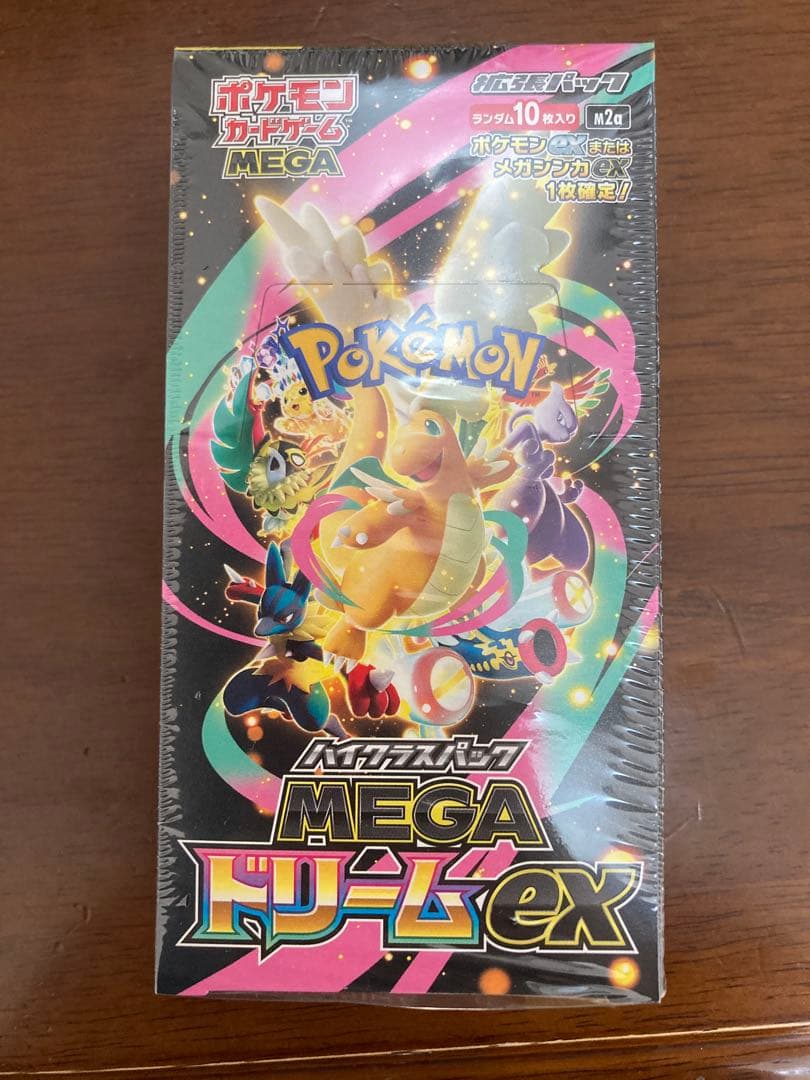 ポケモン
カードゲーム™
MEGA
拡張パック
ランダム10枚入り M2a
ポケモンexまたは
メガシンカex
1枚確定!
POKéMON™
ハイクラスパック
MEGA
ドリームex